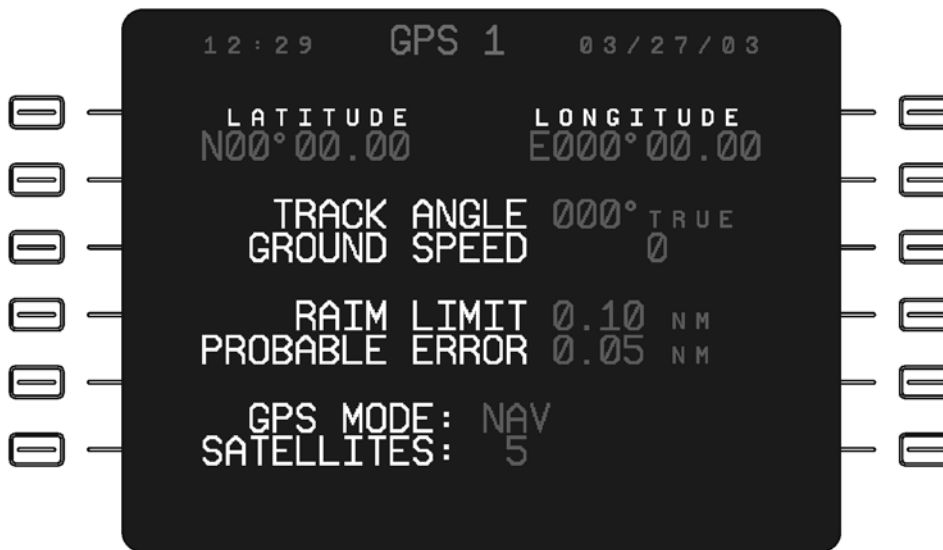 12:29 GPS 1 03/27/03
LATITUDE LONGITUDE
N00°00.00 E000°00.00
TRACK ANGLE 000° TRUE
GROUND SPEED 0
RAIM LIMIT 0.10 NM
PROBABLE ERROR 0.05 NM
GPS MODE: NAV
SATELLITES: 5